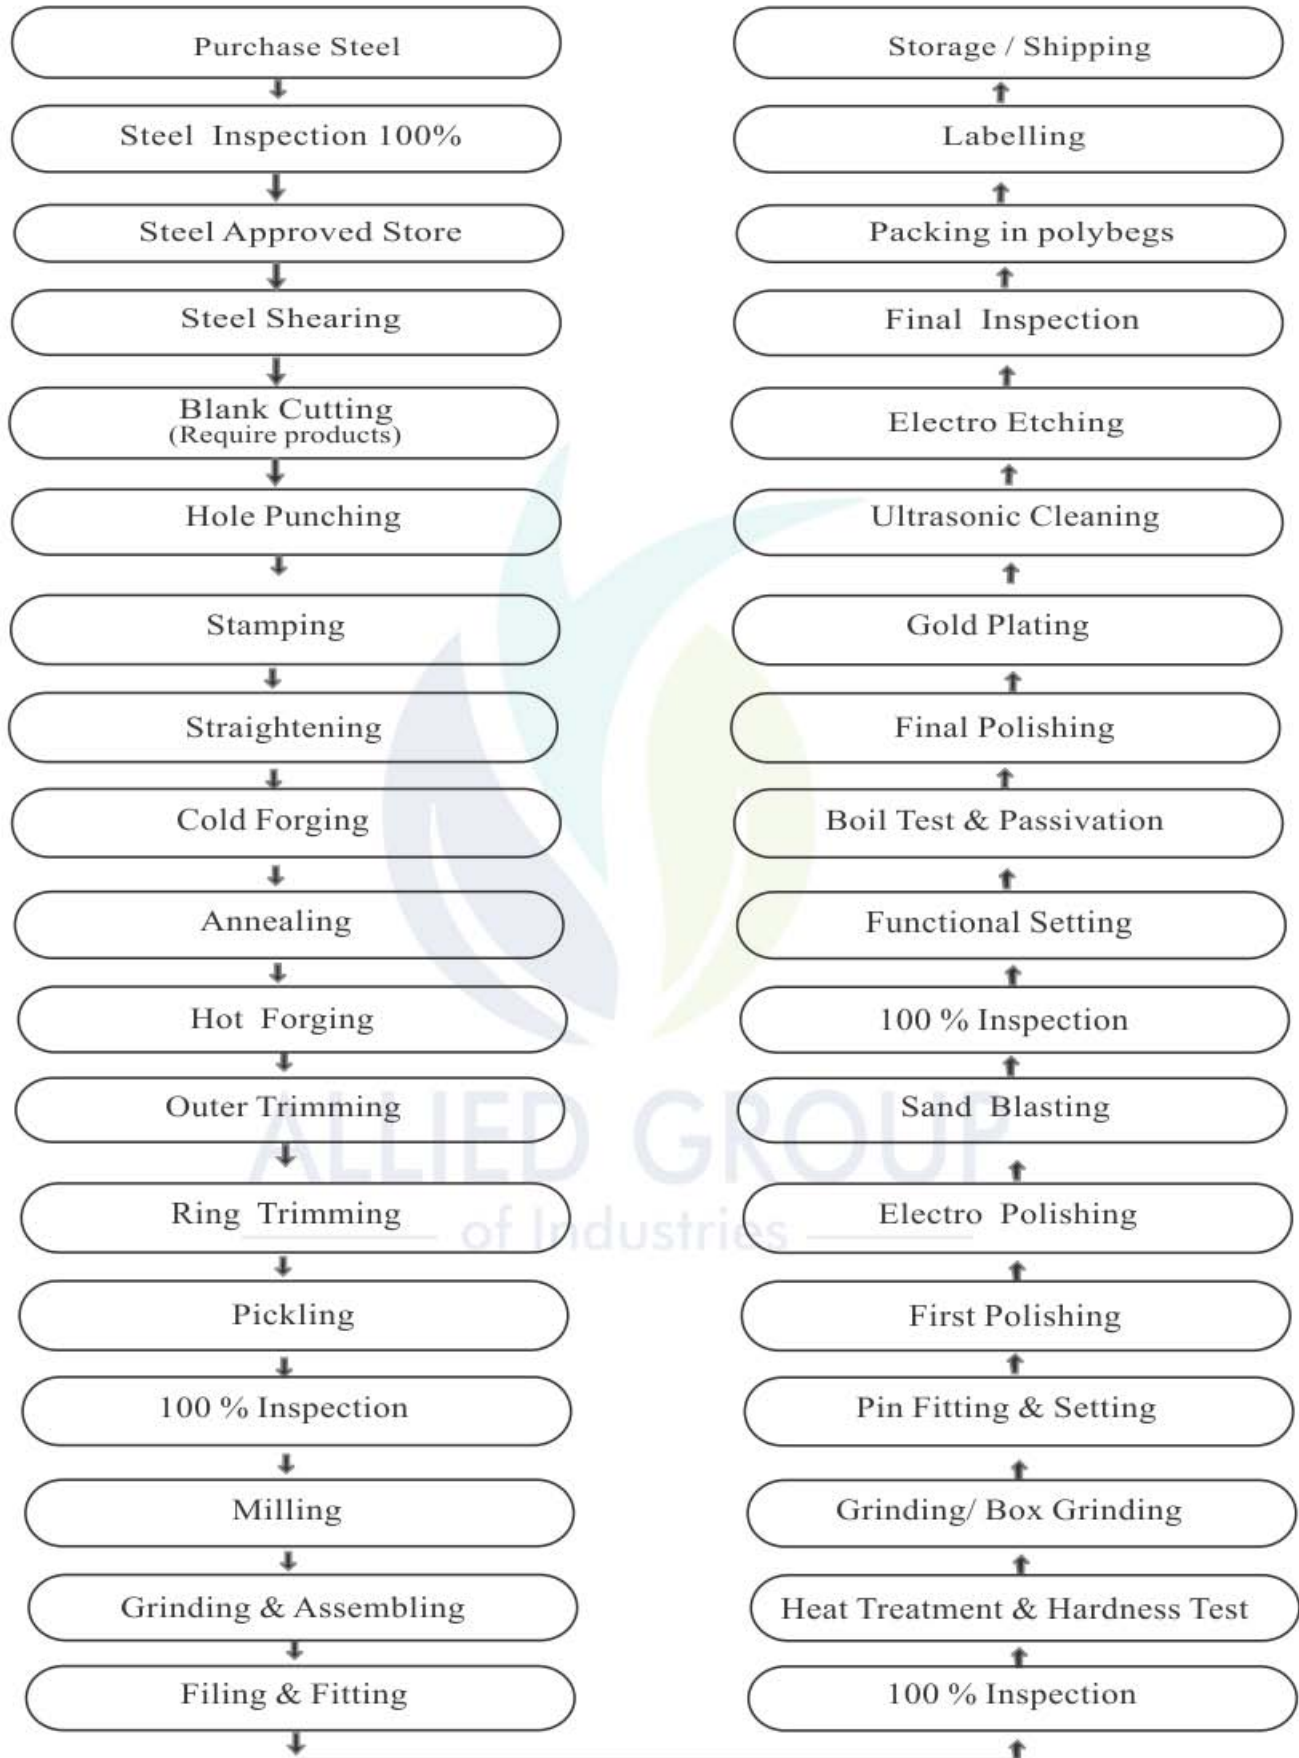 Purchase Steel
Steel Inspection 100%
Steel Approved Store
Steel Shearing
Blank Cutting
(Require products)
Hole Punching
Stamping
Straightening
Cold Forging
Annealing
Hot Forging
Outer Trimming
Ring Trimming
Pickling
100 % Inspection
Milling
Grinding & Assembling
Filing & Fitting
Storage / Shipping
Labelling
Packing in polybegs
Final Inspection
Electro Etching
Ultrasonic Cleaning
Gold Plating
Final Polishing
Boil Test & Passivation
Functional Setting
100 % Inspection
Sand Blasting
Electro Polishing
First Polishing
Pin Fitting & Setting
Grinding/ Box Grinding
Heat Treatment & Hardness Test
100 % Inspection
ALLIED GROUP
of Industries